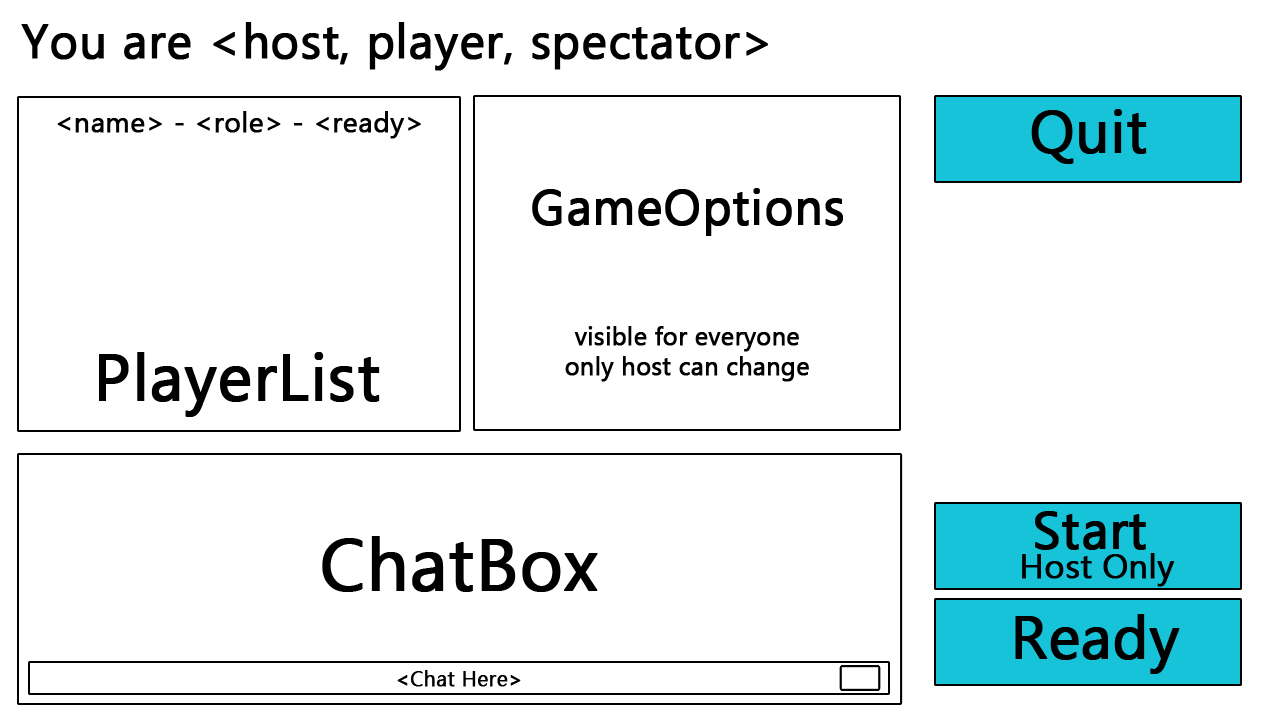 You are <host, player, spectator>
<name> - <role> - <ready>
PlayerList
GameOptions
visible for everyone
only host can change
Quit
ChatBox
<Chat Here>
Start
Host Only
Ready